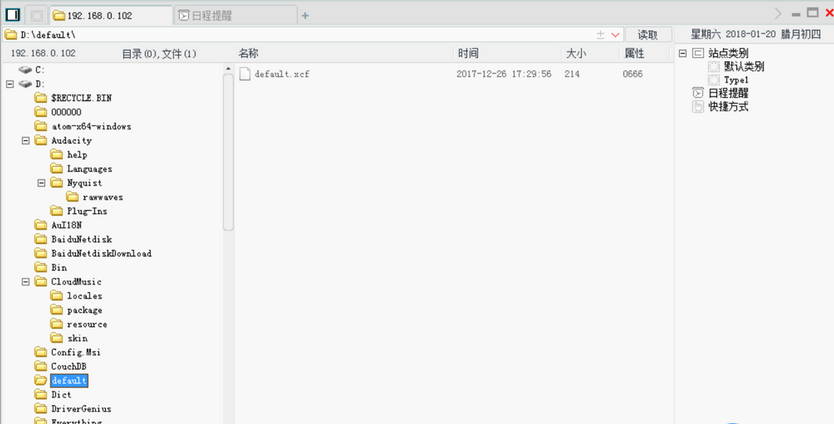 192.168.0.102 日程提醒
D:\default\ 读取 星期六 2018-01-20 腊月初四
192.168.0.102 目录(0),文件(1) 名称 时间 大小 属性
default.xcf 2017-12-26 17:29:56 214 0666
C:
D:
$RECYCLE.BIN
000000
atom-x64-windows
Audacity
help
Languages
Nyquist
rawwaves
Plug-Ins
AuI18N
BaiduNetdisk
BaiduNetdiskDownload
Bin
CloudMusic
locales
package
resource
skin
Config.Msi
CouchDB
default
Dict
DriverGenius
Everything
站点类别
默认类别
Type1
日程提醒
快捷方式